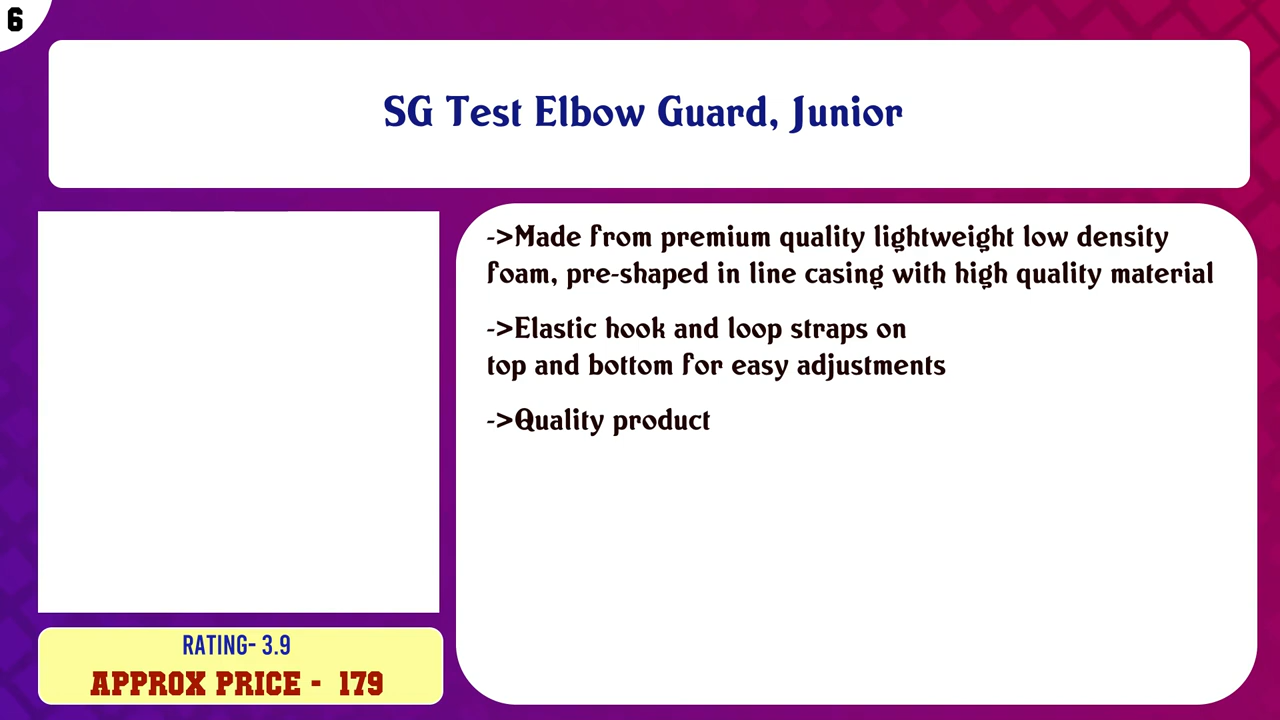 6
SG Test Elbow Guard, Junior
->Made from premium quality lightweight low density
foam, pre-shaped in line casing with high quality material
->Elastic hook and loop straps on
top and bottom for easy adjustments
->Quality product
RATING- 3.9
APPROX PRICE - 179